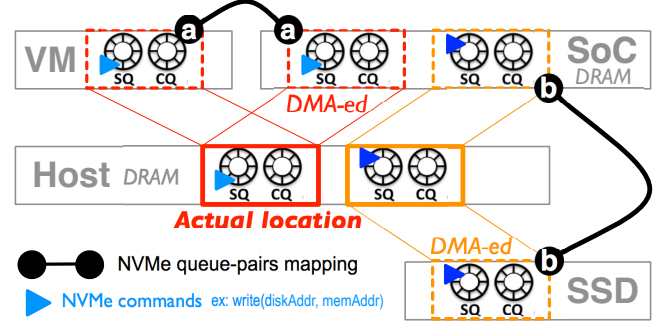 a a
VM SQ CQ SQ CQ SQ CQ SoC
DRAM
DMA-ed b
Host DRAM SQ CQ SQ CQ
Actual location
DMA-ed
NVMe queue-pairs mapping b
NVMe commands ex: write(diskAddr, memAddr) SQ CQ SSD